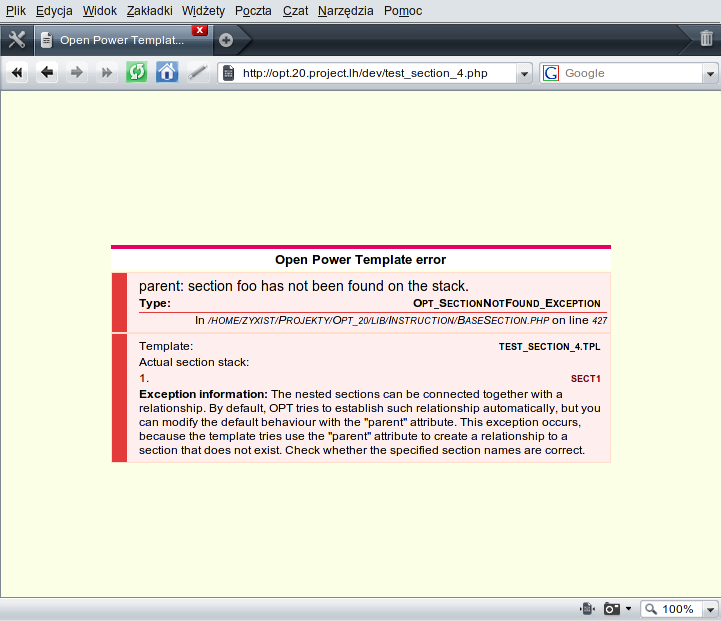 Plik Edycja Widok Zakładki Widżety Poczta Czat Narzędzia Pomoc
Open Power Templat... x
http://opt.20.project.lh/dev/test_section_4.php G Google
Open Power Template error
parent: section foo has not been found on the stack.
Type: OPT_SECTIONNOTFOUND_EXCEPTION
In /HOME/ZYXIST/PROJEKTY/OPT_20/LIB/INSTRUCTION/BASESECTION.PHP on line 427
Template: TEST_SECTION_4.TPL
Actual section stack:
1. SECT1
Exception information: The nested sections can be connected together with a
relationship. By default, OPT tries to establish such relationship automatically, but you
can modify the default behaviour with the "parent" attribute. This exception occurs,
because the template tries use the "parent" attribute to create a relationship to a
section that does not exist. Check whether the specified section names are correct.
100%